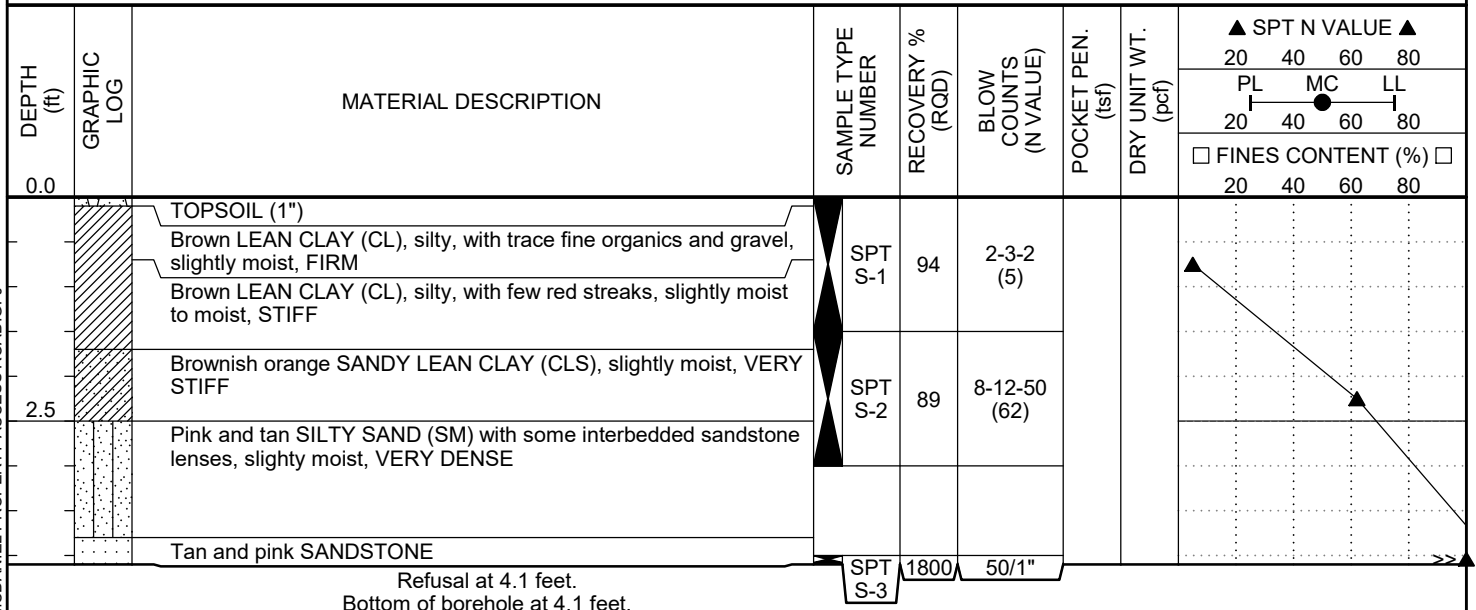 DEPTH (ft)
GRAPHIC LOG
MATERIAL DESCRIPTION
SAMPLE TYPE NUMBER
RECOVERY % (RQD)
BLOW COUNTS (N VALUE)
POCKET PEN. (tsf)
DRY UNIT WT. (pcf)
▲ SPT N VALUE ▲
20 40 60 80
PL MC LL
20 40 60 80
□ FINES CONTENT (%) □
20 40 60 80
0.0
TOPSOIL (1")
Brown LEAN CLAY (CL), silty, with trace fine organics and gravel,
slightly moist, FIRM
SPT
S-1
94
2-3-2
(5)
Brown LEAN CLAY (CL), silty, with few red streaks, slightly moist
to moist, STIFF
Brownish orange SANDY LEAN CLAY (CLS), slightly moist, VERY
STIFF
SPT
S-2
89
8-12-50
(62)
2.5
Pink and tan SILTY SAND (SM) with some interbedded sandstone
lenses, slighty moist, VERY DENSE
Tan and pink SANDSTONE
SPT
S-3
1800
50/1"
>>
Refusal at 4.1 feet.
Bottom of borehole at 4.1 feet.